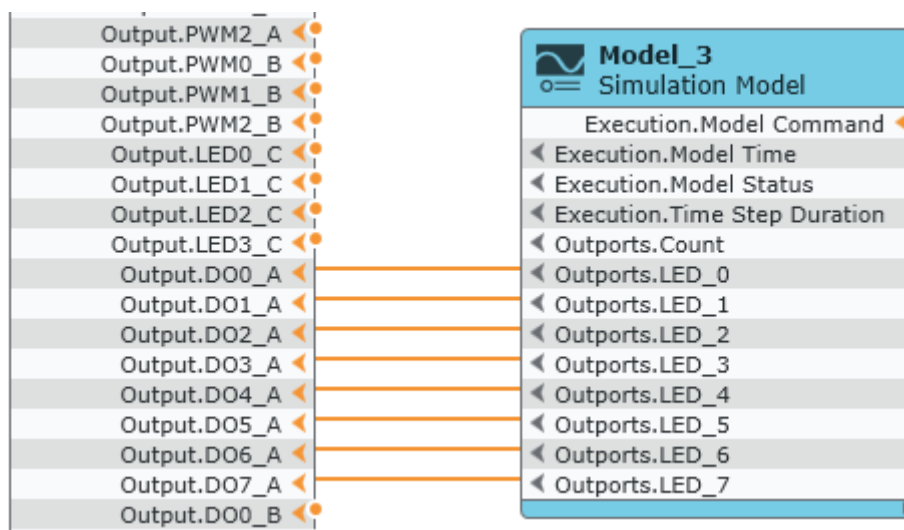 Output.PWM2_A
Output.PWM0_B
Output.PWM1_B
Output.PWM2_B
Output.LED0_C
Output.LED1_C
Output.LED2_C
Output.LED3_C
Output.DO0_A
Output.DO1_A
Output.DO2_A
Output.DO3_A
Output.DO4_A
Output.DO5_A
Output.DO6_A
Output.DO7_A
Output.DO0_B
Model_3
Simulation Model
Execution.Model Command
Execution.Model Time
Execution.Model Status
Execution.Time Step Duration
Outports.Count
Outports.LED_0
Outports.LED_1
Outports.LED_2
Outports.LED_3
Outports.LED_4
Outports.LED_5
Outports.LED_6
Outports.LED_7